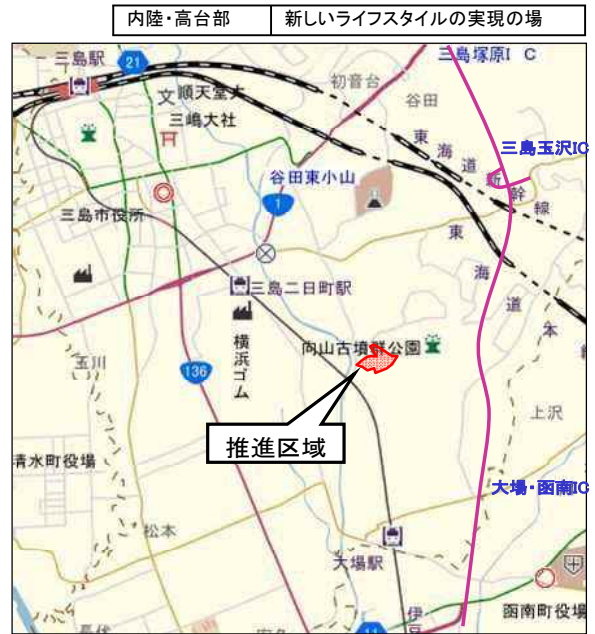 内陸・高台部 新しいライフスタイルの実現の場
三島駅
21
三島塚原I C
文 順天堂大
初音台
谷田
三嶋大社
東海道新幹線
三島玉沢IC
谷田東小山
1
三島市役所
東海道本線
三島二日町駅
横浜ゴム
向山古墳群公園
玉川
136
上沢
推進区域
清水町役場
大場・函南IC
松本
大場駅
函南町役場
伊豆
11